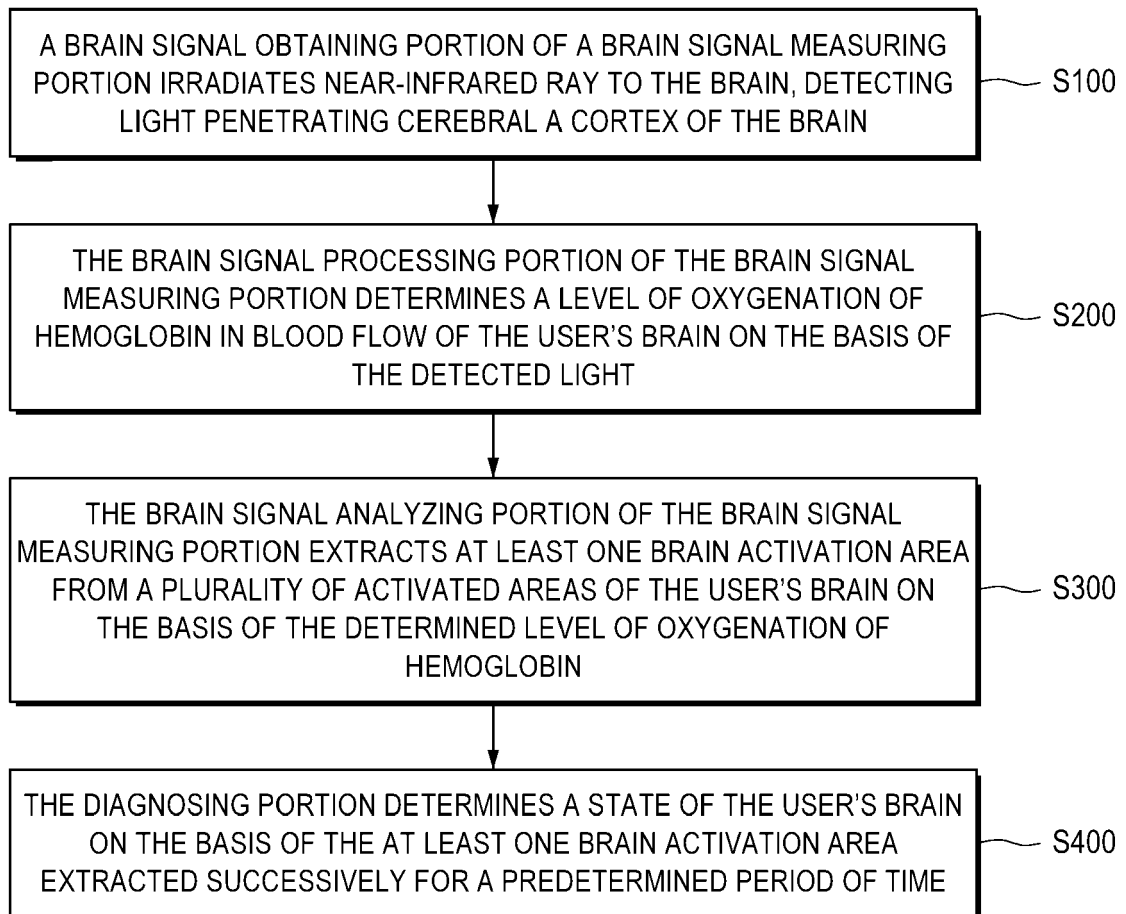 A BRAIN SIGNAL OBTAINING PORTION OF A BRAIN SIGNAL MEASURING
PORTION IRRADIATES NEAR-INFRARED RAY TO THE BRAIN, DETECTING
LIGHT PENETRATING CEREBRAL A CORTEX OF THE BRAIN
S100
THE BRAIN SIGNAL PROCESSING PORTION OF THE BRAIN SIGNAL
MEASURING PORTION DETERMINES A LEVEL OF OXYGENATION OF
HEMOGLOBIN IN BLOOD FLOW OF THE USER'S BRAIN ON THE BASIS OF
THE DETECTED LIGHT
S200
THE BRAIN SIGNAL ANALYZING PORTION OF THE BRAIN SIGNAL
MEASURING PORTION EXTRACTS AT LEAST ONE BRAIN ACTIVATION AREA
FROM A PLURALITY OF ACTIVATED AREAS OF THE USER'S BRAIN ON
THE BASIS OF THE DETERMINED LEVEL OF OXYGENATION OF
HEMOGLOBIN
S300
THE DIAGNOSING PORTION DETERMINES A STATE OF THE USER'S BRAIN
ON THE BASIS OF THE AT LEAST ONE BRAIN ACTIVATION AREA
EXTRACTED SUCCESSIVELY FOR A PREDETERMINED PERIOD OF TIME
S400